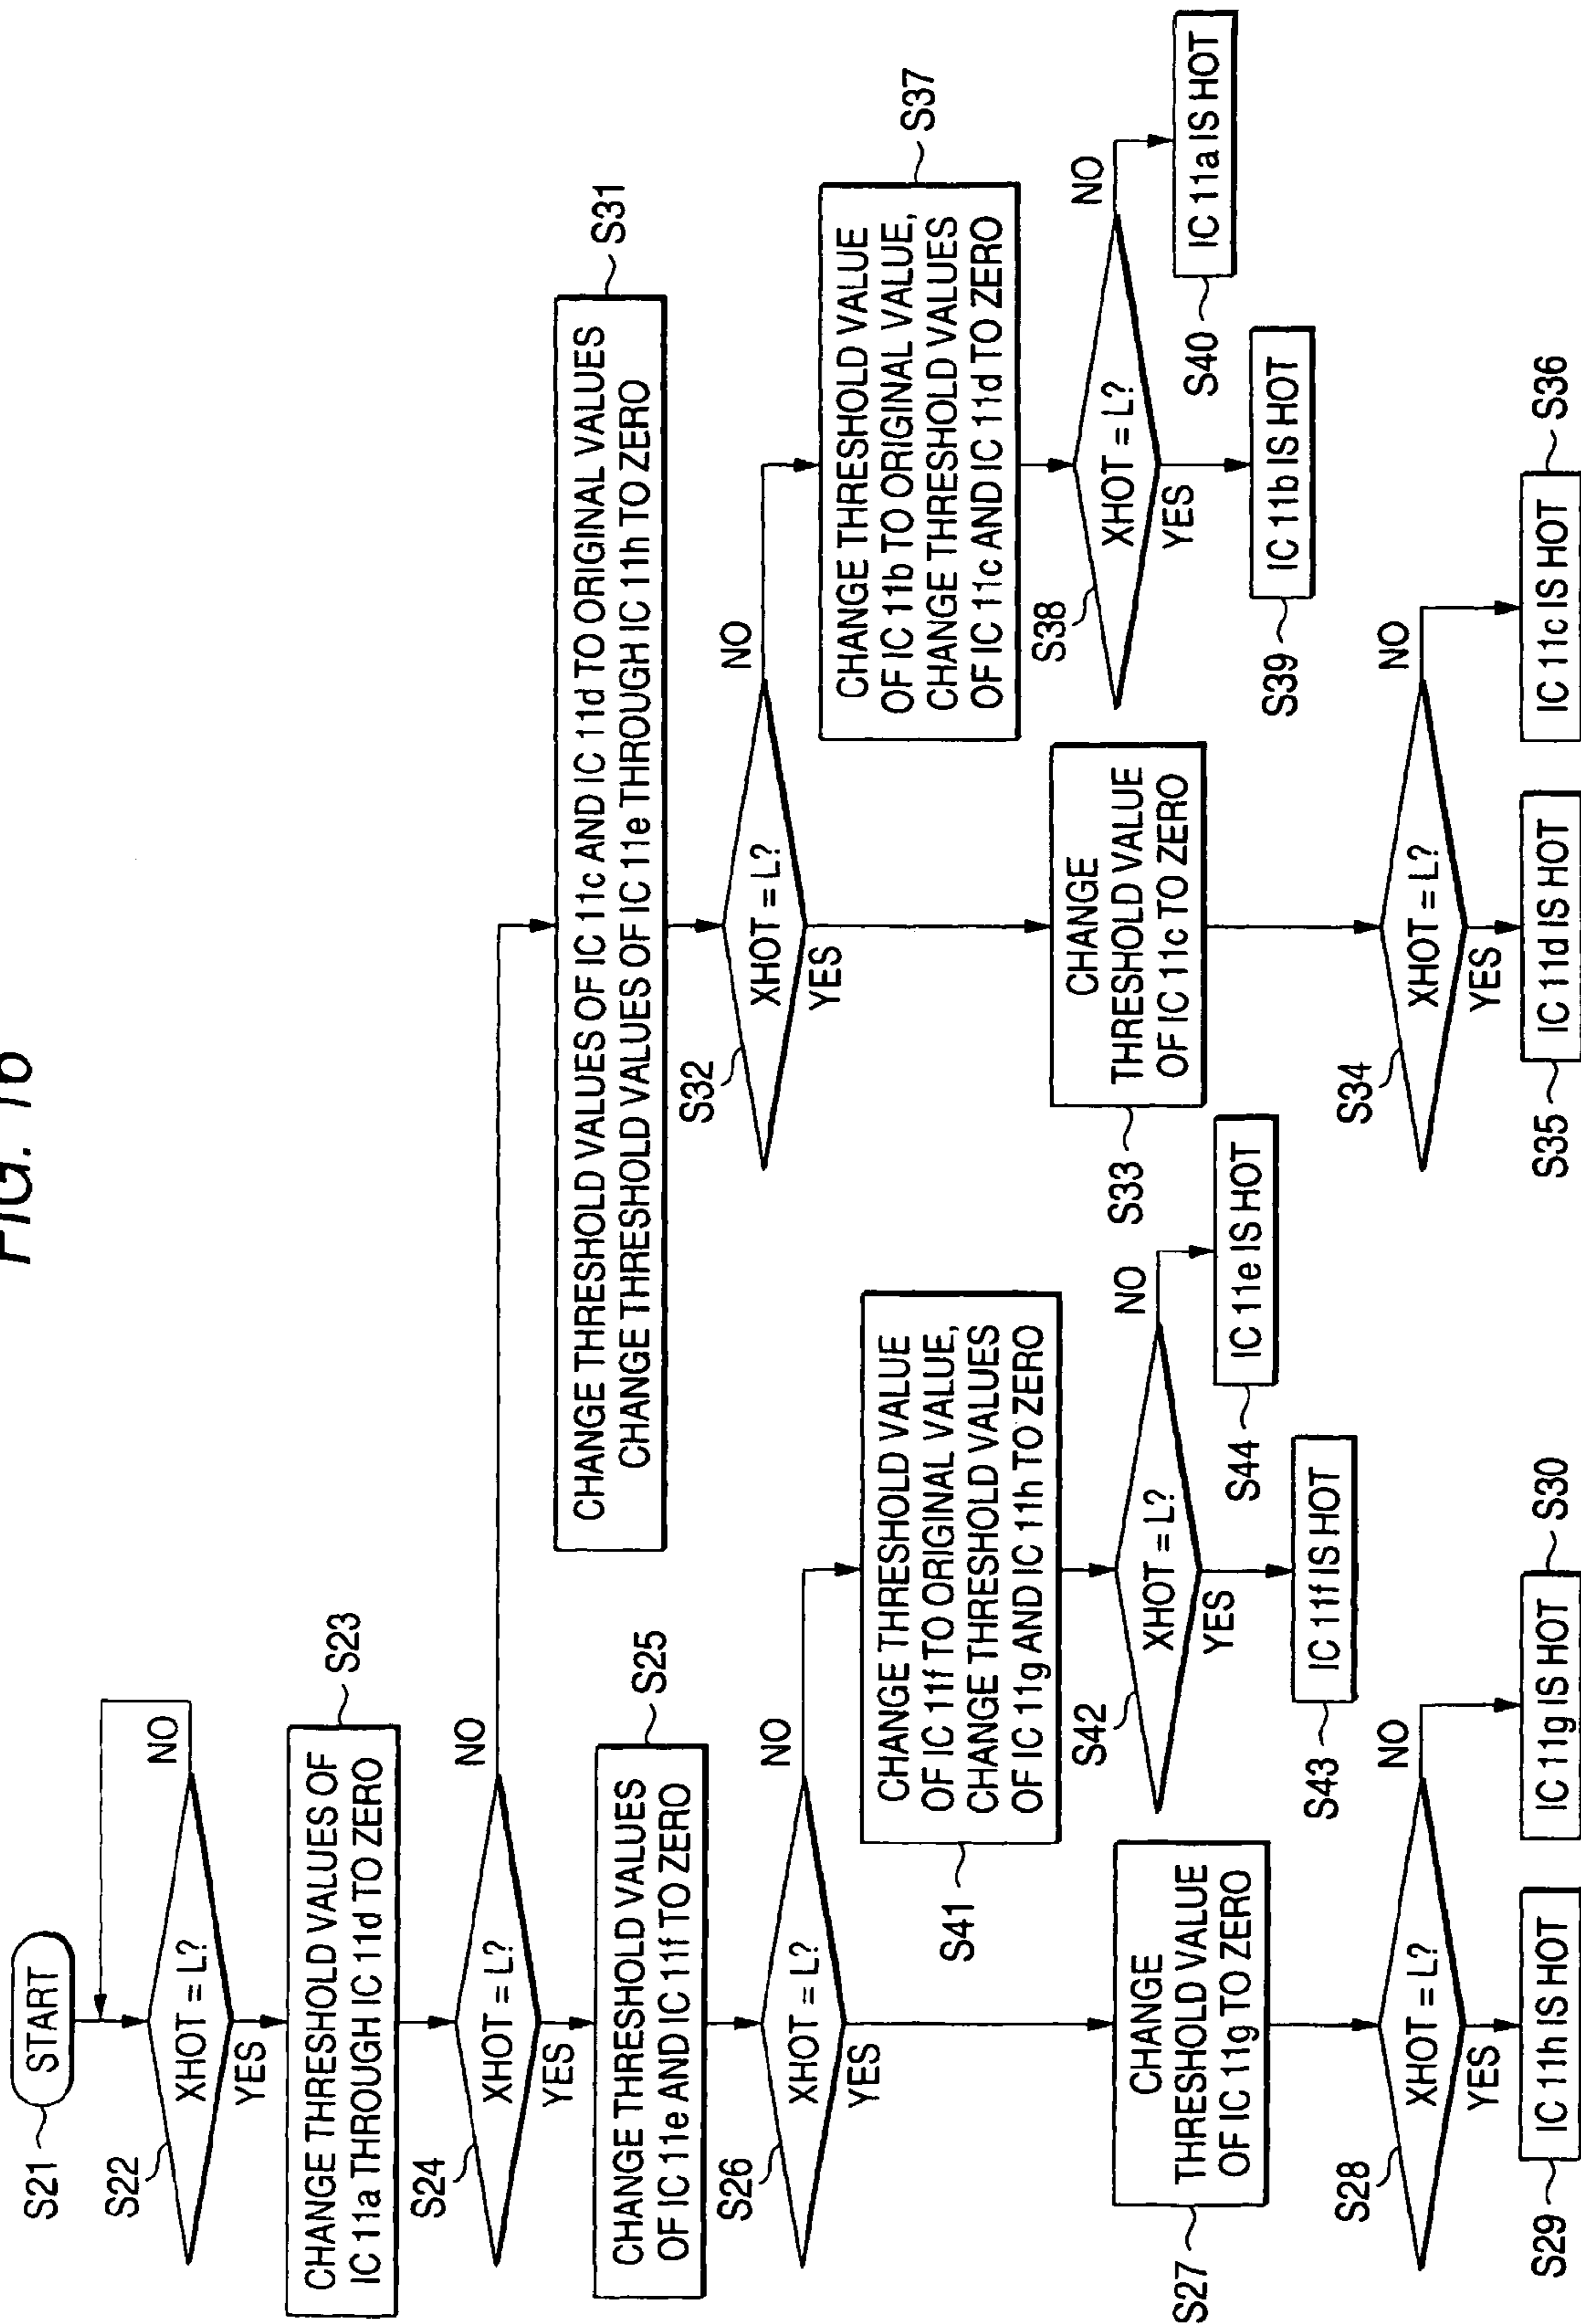 FIG. 16
S21
START
S22
XHOT = L?
NO
YES
S23
CHANGE THRESHOLD VALUES OF
IC 11a THROUGH IC 11d TO ZERO
S24
XHOT = L?
NO
YES
S25
CHANGE THRESHOLD VALUES
OF IC 11e AND IC 11f TO ZERO
S26
XHOT = L?
NO
YES
S27
CHANGE
THRESHOLD VALUE
OF IC 11g TO ZERO
S28
XHOT = L?
NO
YES
S29
IC 11h IS HOT
IC 11g IS HOT
S30
S41
CHANGE THRESHOLD VALUE
OF IC 11f TO ORIGINAL VALUE,
CHANGE THRESHOLD VALUES
OF IC 11g AND IC 11h TO ZERO
S42
XHOT = L?
NO
YES
S43
IC 11f IS HOT
S44
IC 11e IS HOT
S31
CHANGE THRESHOLD VALUES OF IC 11c AND IC 11d TO ORIGINAL VALUES
CHANGE THRESHOLD VALUES OF IC 11e THROUGH IC 11h TO ZERO
S32
XHOT = L?
NO
YES
S33
CHANGE
THRESHOLD VALUE
OF IC 11c TO ZERO
S34
XHOT = L?
NO
YES
S35
IC 11d IS HOT
IC 11c IS HOT
S36
S37
CHANGE THRESHOLD VALUE
OF IC 11b TO ORIGINAL VALUE,
CHANGE THRESHOLD VALUES
OF IC 11c AND IC 11d TO ZERO
S38
XHOT = L?
NO
YES
S39
IC 11b IS HOT
S40
IC 11a IS HOT